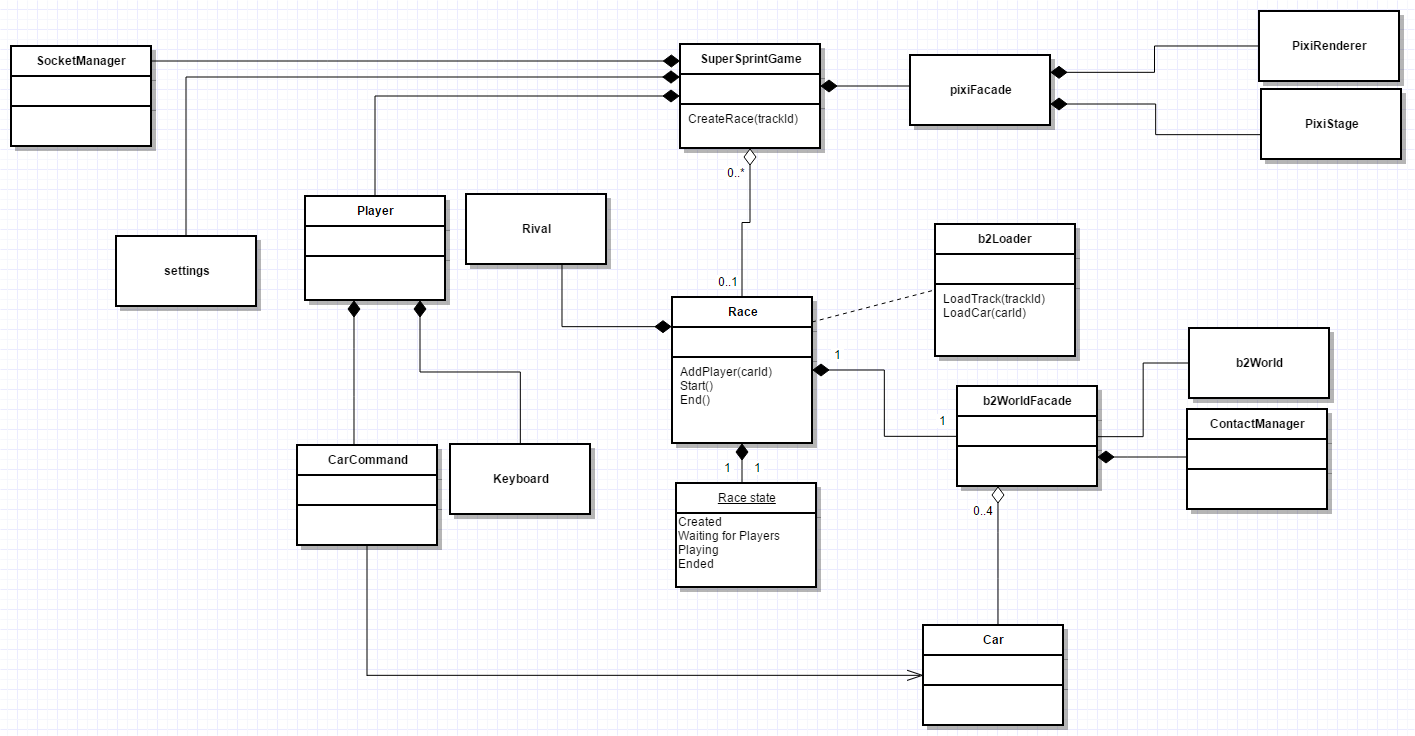 SocketManager
SuperSprintGame
CreateRace(trackId)
pixiFacade
PixiRenderer
PixiStage
0..*
settings
Player
Rival
0..1
b2Loader
LoadTrack(trackId)
LoadCar(carId)
Race
AddPlayer(carId)
Start()
End()
1
1
b2WorldFacade
b2World
ContactManager
CarCommand
Keyboard
1
1
Race state
Created
Waiting for Players
Playing
Ended
0..4
Car